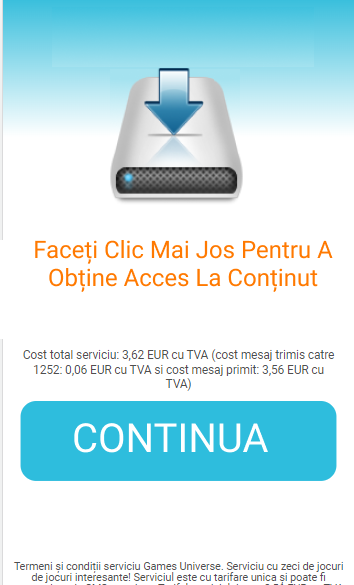 Faceți Clic Mai Jos Pentru A
Obține Acces La Conținut
Cost total serviciu: 3,62 EUR cu TVA (cost mesaj trimis catre
1252: 0,06 EUR cu TVA si cost mesaj primit: 3,56 EUR cu
TVA)
CONTINUA
Termeni și condiții serviciu Games Universe. Serviciu cu zeci de jocuri
de jocuri interesante! Serviciul este cu tarifare unica și poate fi